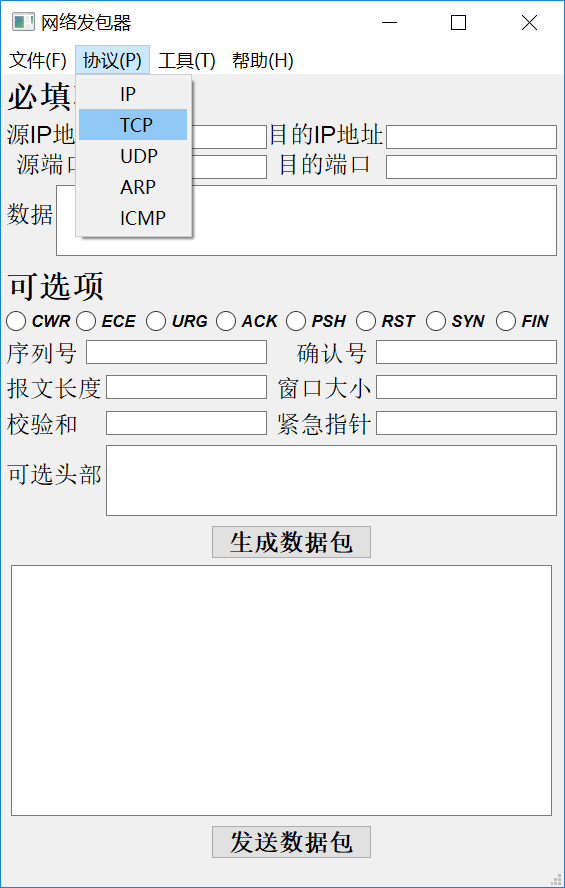 网络发包器
文件(F) 协议(P) 工具(T) 帮助(H)
IP
TCP
UDP
ARP
ICMP
必填
源IP地 目的IP地址
源端口 目的端口
数据
可选项
CWR ECE URG ACK PSH RST SYN FIN
序列号 确认号
报文长度 窗口大小
校验和 紧急指针
可选头部
生成数据包
发送数据包